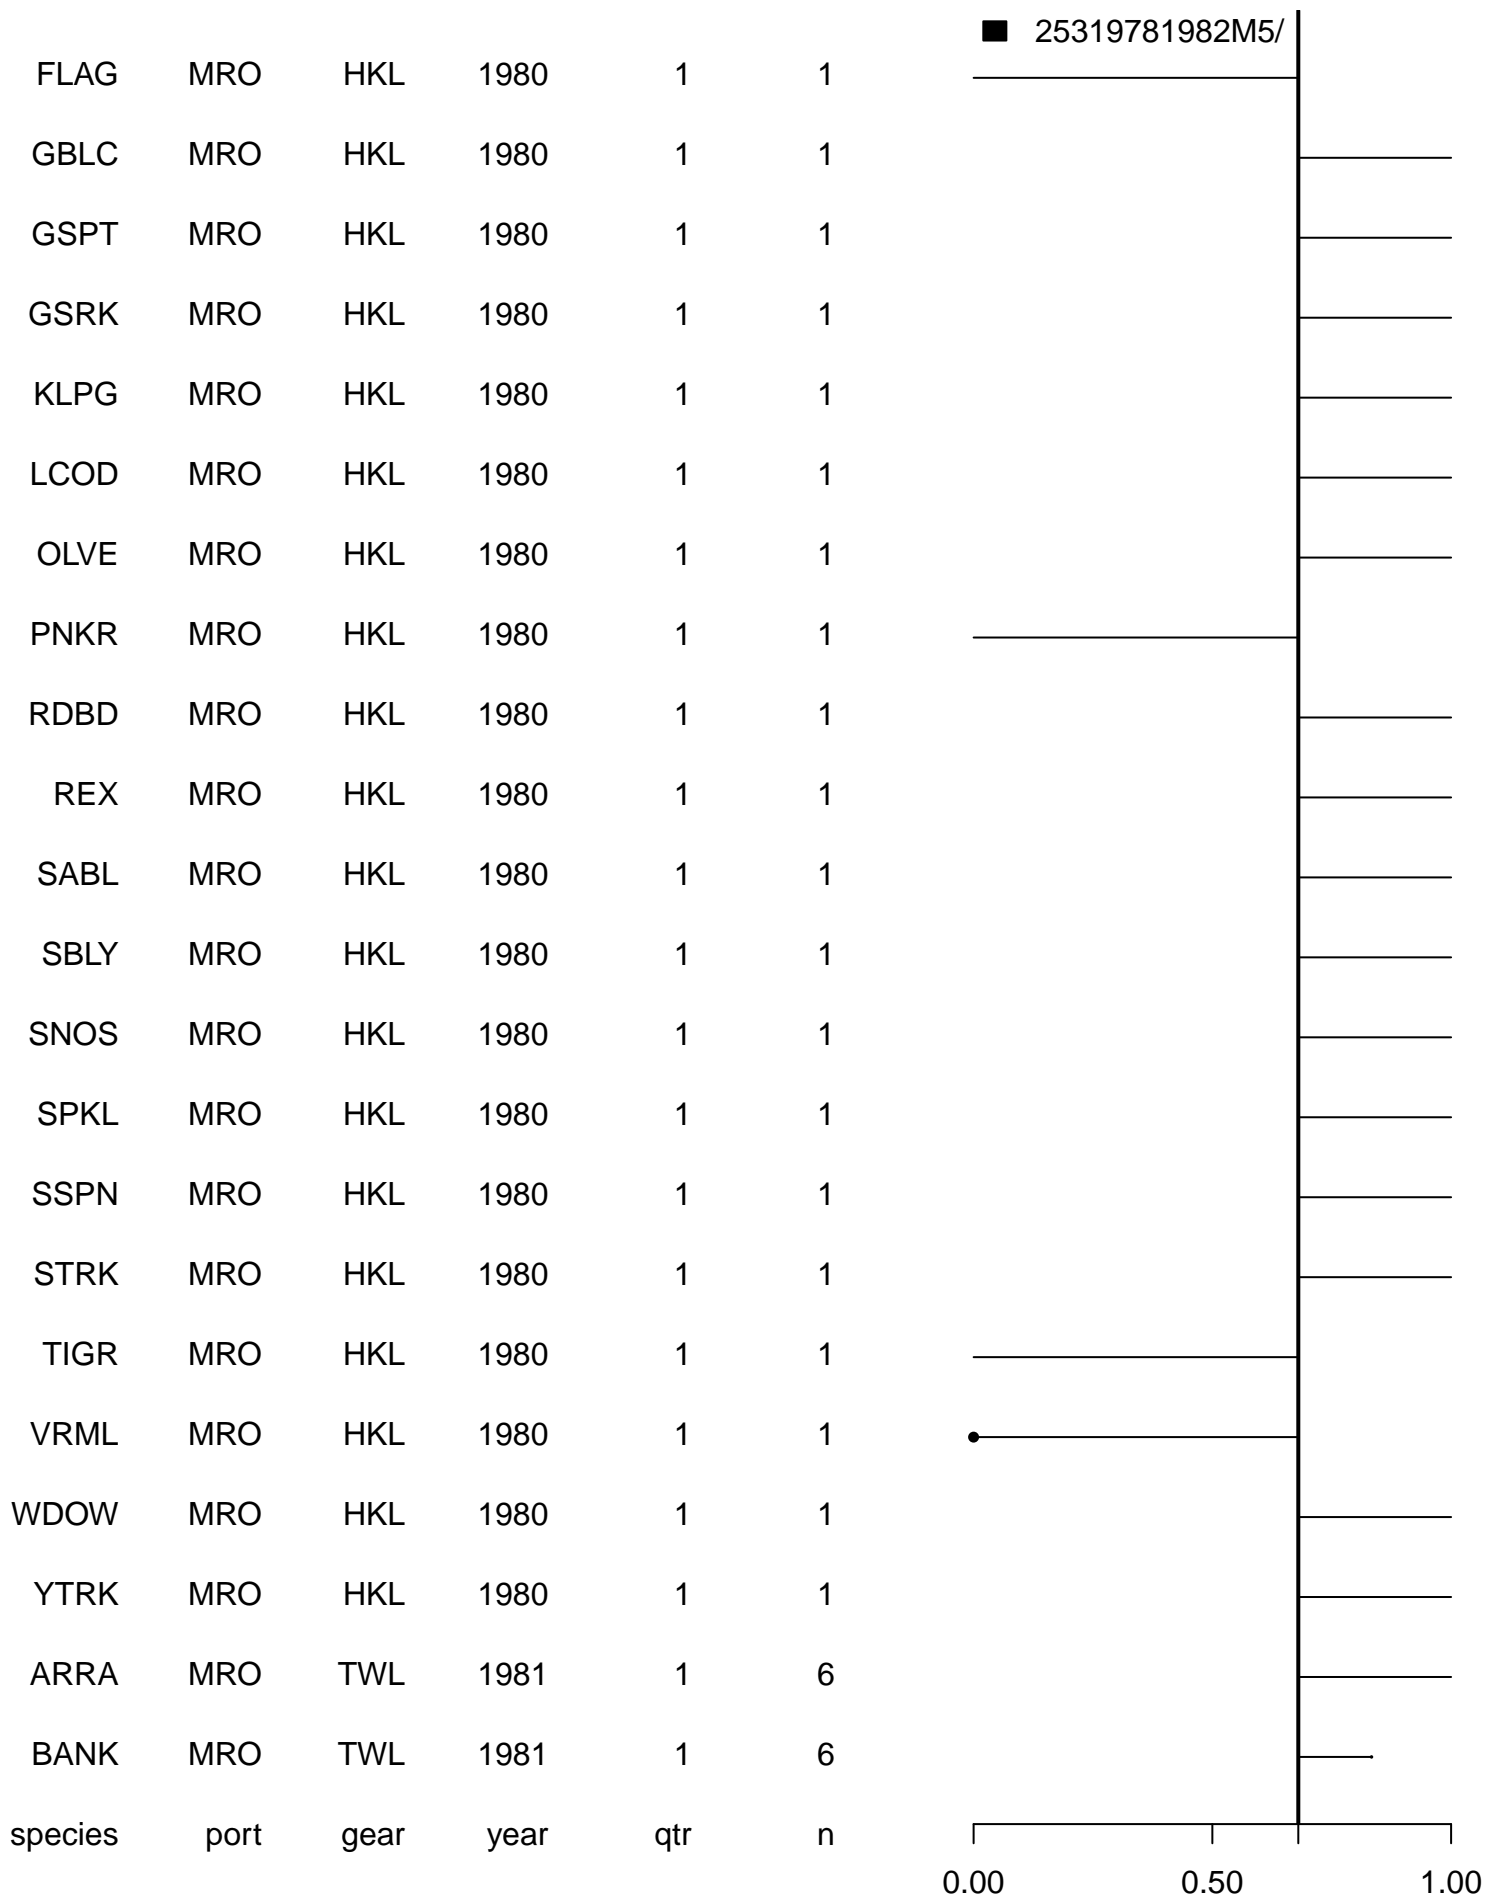 25319781982M5/
FLAG MRO HKL 1980 1 1
GBLC MRO HKL 1980 1 1
GSPT MRO HKL 1980 1 1
GSRK MRO HKL 1980 1 1
KLPG MRO HKL 1980 1 1
LCOD MRO HKL 1980 1 1
OLVE MRO HKL 1980 1 1
PNKR MRO HKL 1980 1 1
RDBD MRO HKL 1980 1 1
REX MRO HKL 1980 1 1
SABL MRO HKL 1980 1 1
SBLY MRO HKL 1980 1 1
SNOS MRO HKL 1980 1 1
SPKL MRO HKL 1980 1 1
SSPN MRO HKL 1980 1 1
STRK MRO HKL 1980 1 1
TIGR MRO HKL 1980 1 1
VRML MRO HKL 1980 1 1
WDOW MRO HKL 1980 1 1
YTRK MRO HKL 1980 1 1
ARRA MRO TWL 1981 1 6
BANK MRO TWL 1981 1 6
species port gear year qtr n
0.00 0.50 1.00